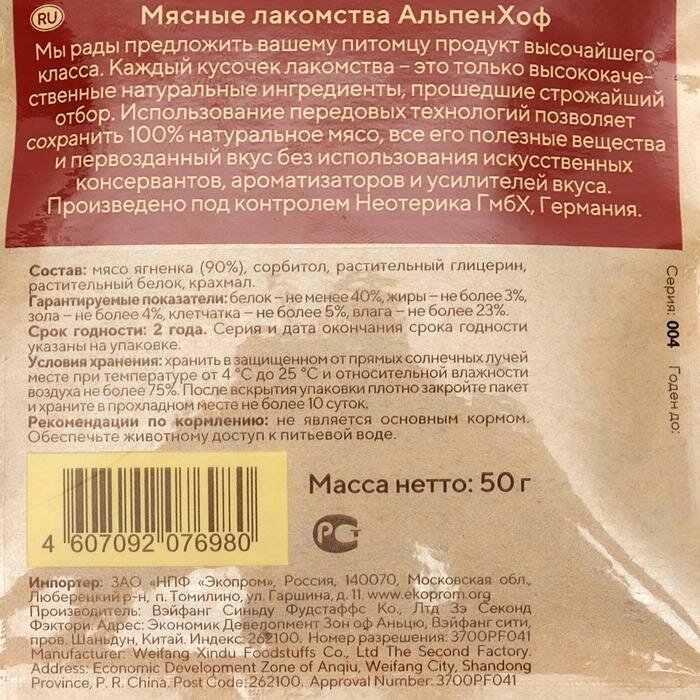 RU Мясные лакомства АльпенХоф
Мы рады предложить вашему питомцу продукт высочайшего
класса. Каждый кусочек лакомства – это только высококаче-
ственные натуральные ингредиенты, прошедшие строжайший
отбор. Использование передовых технологий позволяет
сохранить 100% натуральное мясо, все его полезные вещества
и первозданный вкус без использования искусственных
консервантов, ароматизаторов и усилителей вкуса.
Произведено под контролем Неотерика ГмбХ, Германия.
Состав: мясо ягненка (90%), сорбитол, растительный глицерин,
растительный белок, крахмал.
Гарантируемые показатели: белок – не менее 40%, жиры – не более 3%,
зола – не более 4%, клетчатка – не более 5%, влага – не более 23%.
Срок годности: 2 года. Серия и дата окончания срока годности
указаны на упаковке.
Условия хранения: хранить в защищенном от прямых солнечных лучей
месте при температуре от 4 °C до 25 °C и относительной влажности
воздуха не более 75%. После вскрытия упаковки плотно закройте пакет
и храните в прохладном месте не более 10 суток.
Рекомендации по кормлению: не является основным кормом.
Обеспечьте животному доступ к питьевой воде.
Серия: 004 Годен до:
Масса нетто: 50 г
4 607092 076980
РСТ
Импортер: ЗАО «НПФ «Экопром», Россия, 140070, Московская обл.,
Люберецкий р-н, п. Томилино, ул. Гаршина, д. 11. www.ekoprom.org
Производитель: Вэйфанг Синьду Фудстаффс Ко., Лтд Зэ Секонд
Фэктори. Адрес: Экономик Девелопмент Зон оф Аньцю, Вэйфанг сити,
пров. Шаньдун, Китай. Индекс: 262100. Номер разрешения: 3700PF041
Manufacturer: Weifang Xindu Foodstuffs Co., Ltd The Second Factory.
Address: Economic Development Zone of Anqiu, Weifang City, Shandong
Province, P. R. China. Post Code: 262100. Approval Number: 3700PF041